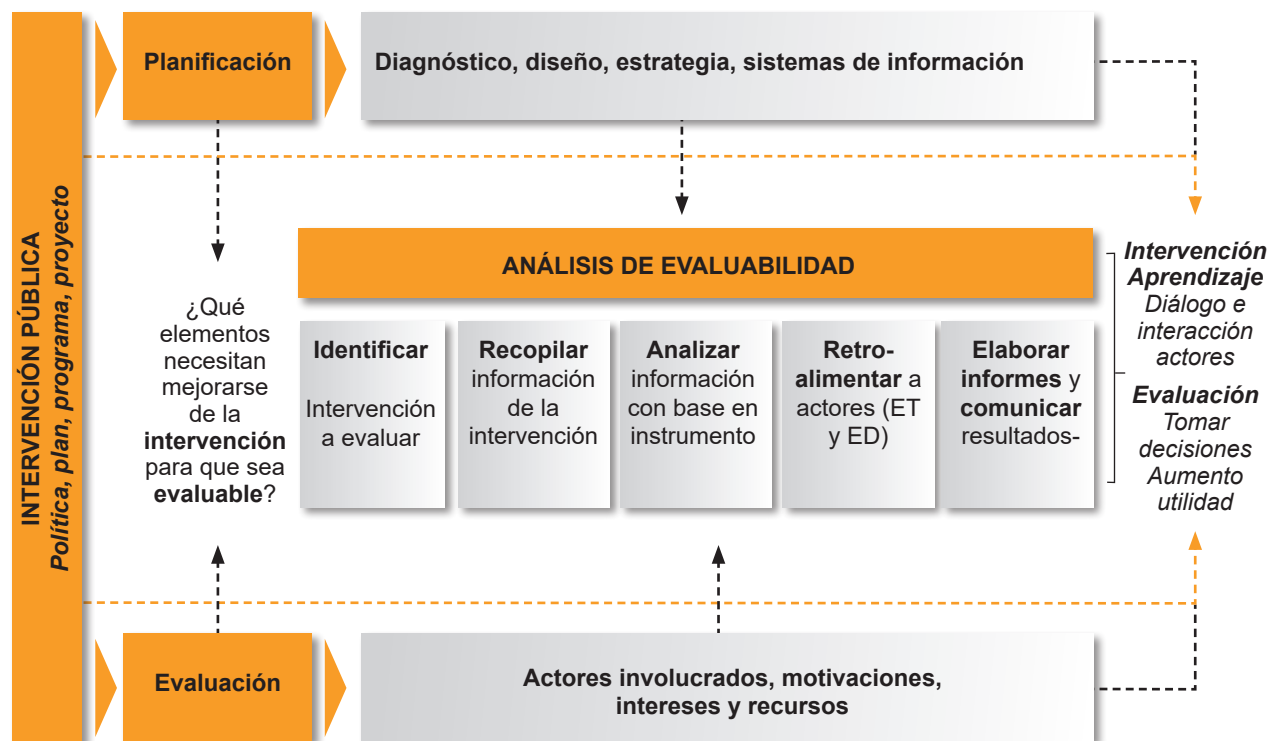 INTERVENCIÓN PÚBLICA
Política, plan, programa, proyecto
Planificación
Diagnóstico, diseño, estrategia, sistemas de información
¿Qué
elementos
necesitan
mejorarse
de la
intervención
para que sea
evaluable?
ANÁLISIS DE EVALUABILIDAD
Identificar
Intervención
a evaluar
Recopilar
información
de la
intervención
Analizar
información
con base en
instrumento
Retro-
alimentar a
actores (ET
y ED)
Elaborar
informes y
comunicar
resultados-
Intervención
Aprendizaje
Diálogo e
interacción
actores
Evaluación
Tomar
decisiones
Aumento
utilidad
Evaluación
Actores involucrados, motivaciones,
intereses y recursos